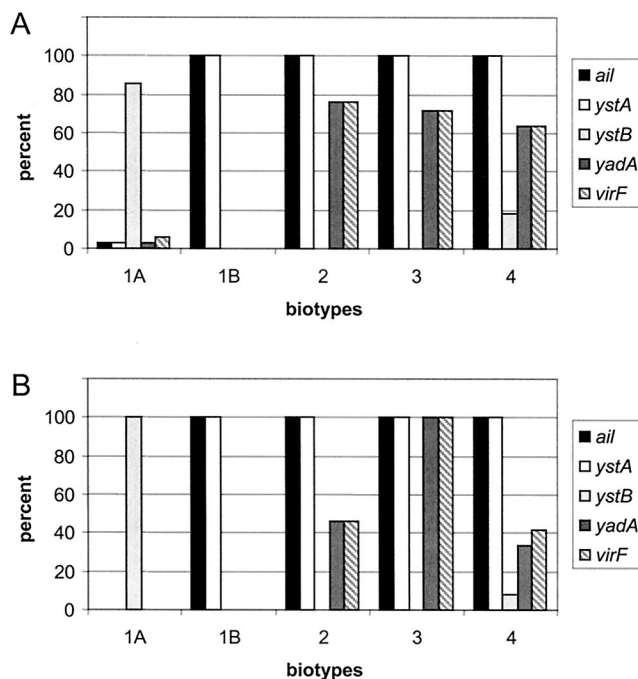 A
percent
100
80
60
40
20
0
1A 1B 2 3 4
biotypes
ail
ystA
ystB
yadA
virF
B
percent
100
80
60
40
20
0
1A 1B 2 3 4
biotypes
ail
ystA
ystB
yadA
virF